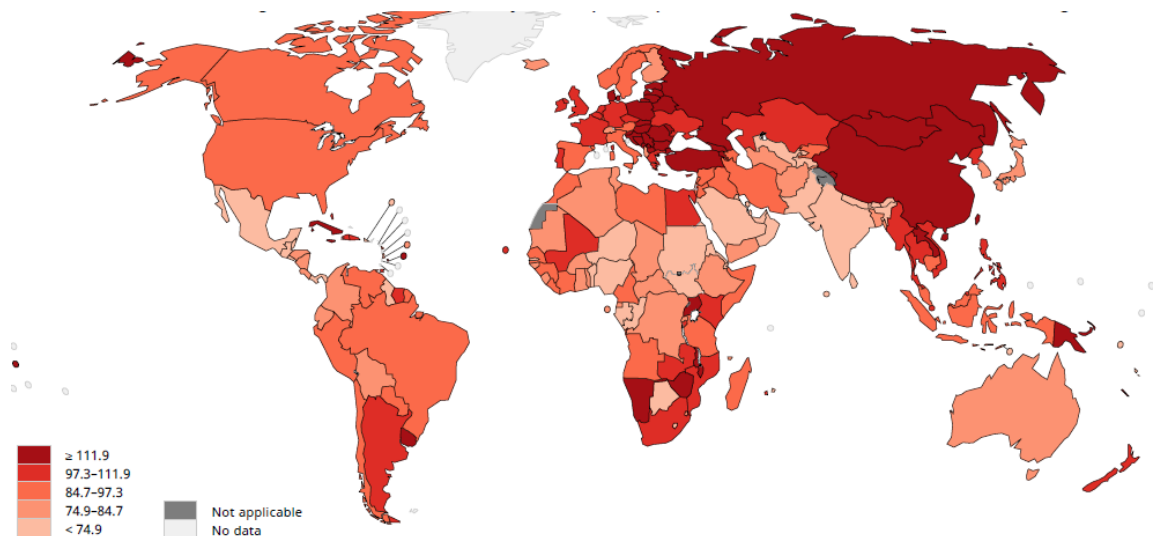 ≥ 111.9
97.3–111.9
84.7–97.3
74.9–84.7
< 74.9
Not applicable
No data